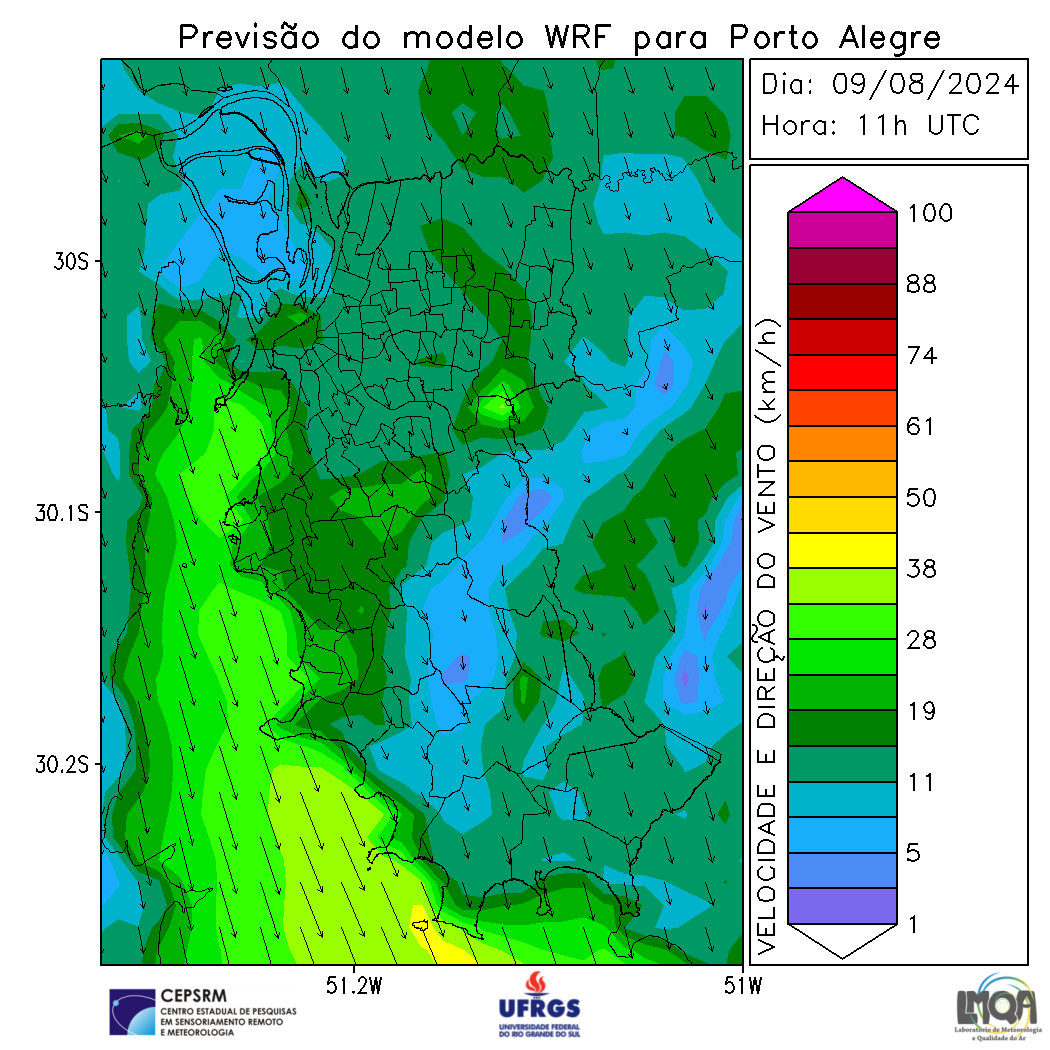 Previsão do modelo WRF para Porto Alegre
Dia: 09/08/2024
Hora: 11h UTC
30S
30.1S
30.2S
51.2W
51W
VELOCIDADE E DIREÇÃO DO VENTO (km/h)
100
88
74
61
50
38
28
19
11
5
1
CEPSRM
CENTRO ESTADUAL DE PESQUISAS
EM SENSORIAMENTO REMOTO
E METEOROLOGIA
UFRGS
UNIVERSIDADE FEDERAL
DO RIO GRANDE DO SUL
LMQA
Laboratório de Meteorologia
e Qualidade do Ar